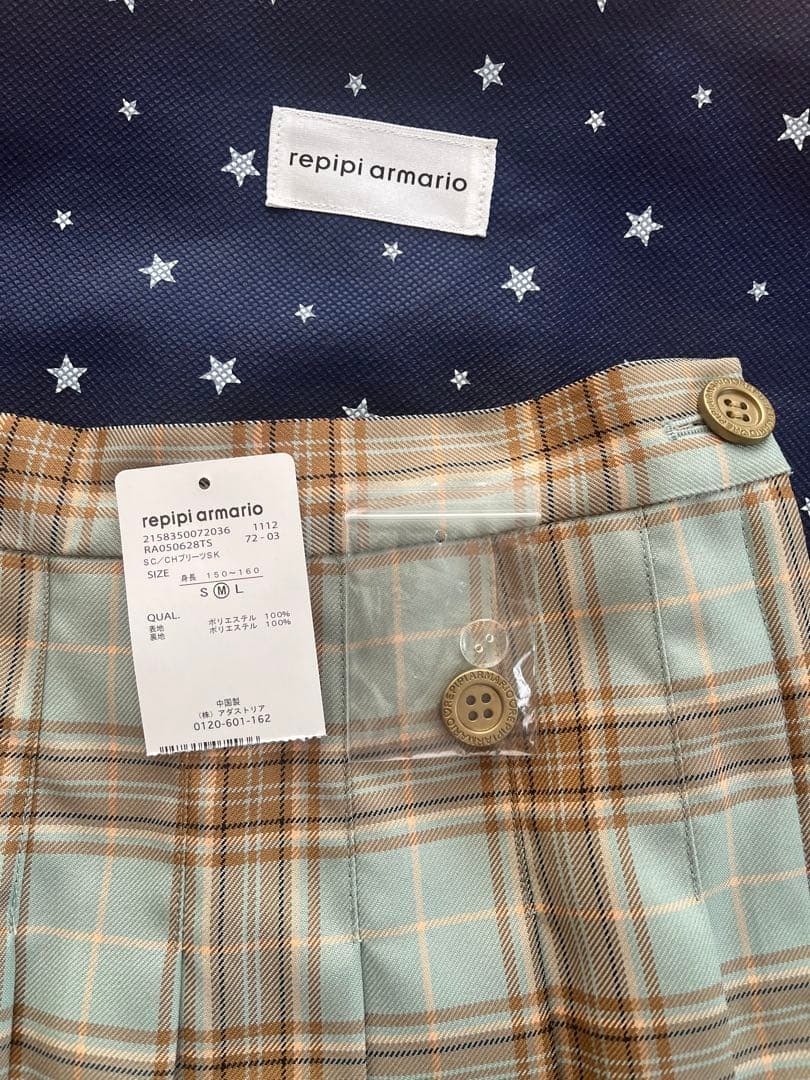 repipi armario
repipi armario
2158350072036 1112
RA050628TS 72-03
SC/CHプリーツSK
SIZE 身長 150~160
S M L
QUAL.
表地 ポリエステル 100%
裏地 ポリエステル 100%
中国製
(株) アダストリア
0120-601-162
REPIPI ARMARIO